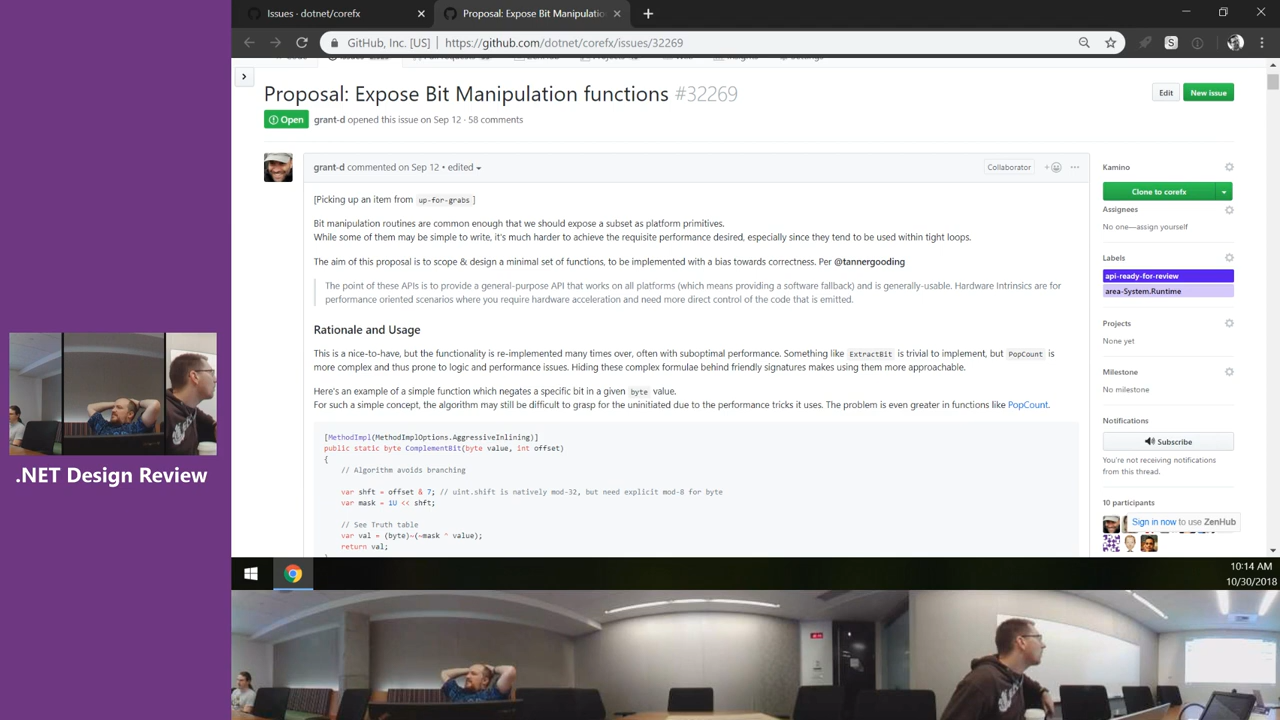 Issues · dotnet/corefx
Proposal: Expose Bit Manipulatio
GitHub, Inc. [US]
https://github.com/dotnet/corefx/issues/32269
Proposal: Expose Bit Manipulation functions #32269
Edit
New issue
Open
grant-d opened this issue on Sep 12 · 58 comments
grant-d commented on Sep 12 • edited
Collaborator
[Picking up an item from up-for-grabs ]
Bit manipulation routines are common enough that we should expose a subset as platform primitives.
While some of them may be simple to write, it's much harder to achieve the requisite performance desired, especially since they tend to be used within tight loops.
The aim of this proposal is to scope & design a minimal set of functions, to be implemented with a bias towards correctness. Per @tannergooding
The point of these APIs is to provide a general-purpose API that works on all platforms (which means providing a software fallback) and is generally-usable. Hardware Intrinsics are for
performance oriented scenarios where you require hardware acceleration and need more direct control of the code that is emitted.
Rationale and Usage
This is a nice-to-have, but the functionality is re-implemented many times over, often with suboptimal performance. Something like ExtractBit is trivial to implement, but PopCount is
more complex and thus prone to logic and performance issues. Hiding these complex formulae behind friendly signatures makes using them more approachable.
Here's an example of a simple function which negates a specific bit in a given byte value.
For such a simple concept, the algorithm may still be difficult to grasp for the uninitiated due to the performance tricks it uses. The problem is even greater in functions like PopCount.
[MethodImpl(MethodImplOptions.AggressiveInlining)]
public static byte ComplementBit(byte value, int offset)
{
// Algorithm avoids branching
var shft = offset & 7; // uint.shift is natively mod-32, but need explicit mod-8 for byte
var mask = 1U << shft;
// See Truth table
var val = (byte)~(~mask ^ value);
return val;
Kamino
Clone to corefx
Assignees
No one—assign yourself
Labels
api-ready-for-review
area-System.Runtime
Projects
None yet
Milestone
No milestone
Notifications
Subscribe
You're not receiving notifications
from this thread.
10 participants
Sign in now to use ZenHub
10:14 AM
10/30/2018
.NET Design Review